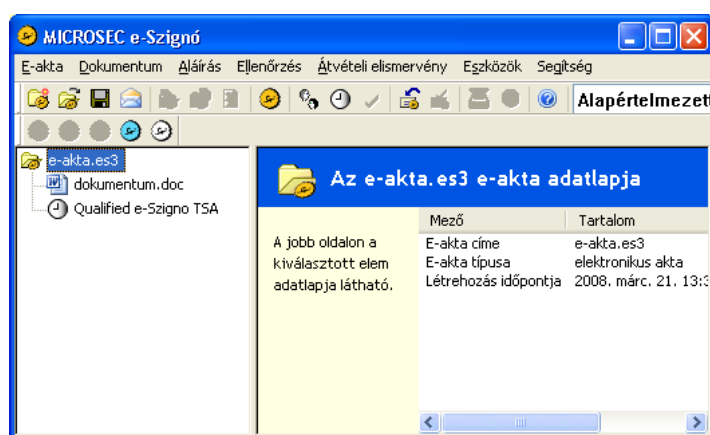 MICROSEC e-Szignó
E-akta Dokumentum Aláírás Ellenőrzés Átvételi elismervény Eszközök Segítség
Alapértelmezett
e-akta.es3
dokumentum.doc
Qualified e-Szigno TSA
Az e-akta.es3 e-akta adatlapja
A jobb oldalon a
kiválasztott elem
adatlapja látható.
Mező Tartalom
E-akta címe e-akta.es3
E-akta típusa elektronikus akta
Létrehozás időpontja 2008. márc. 21. 13:3